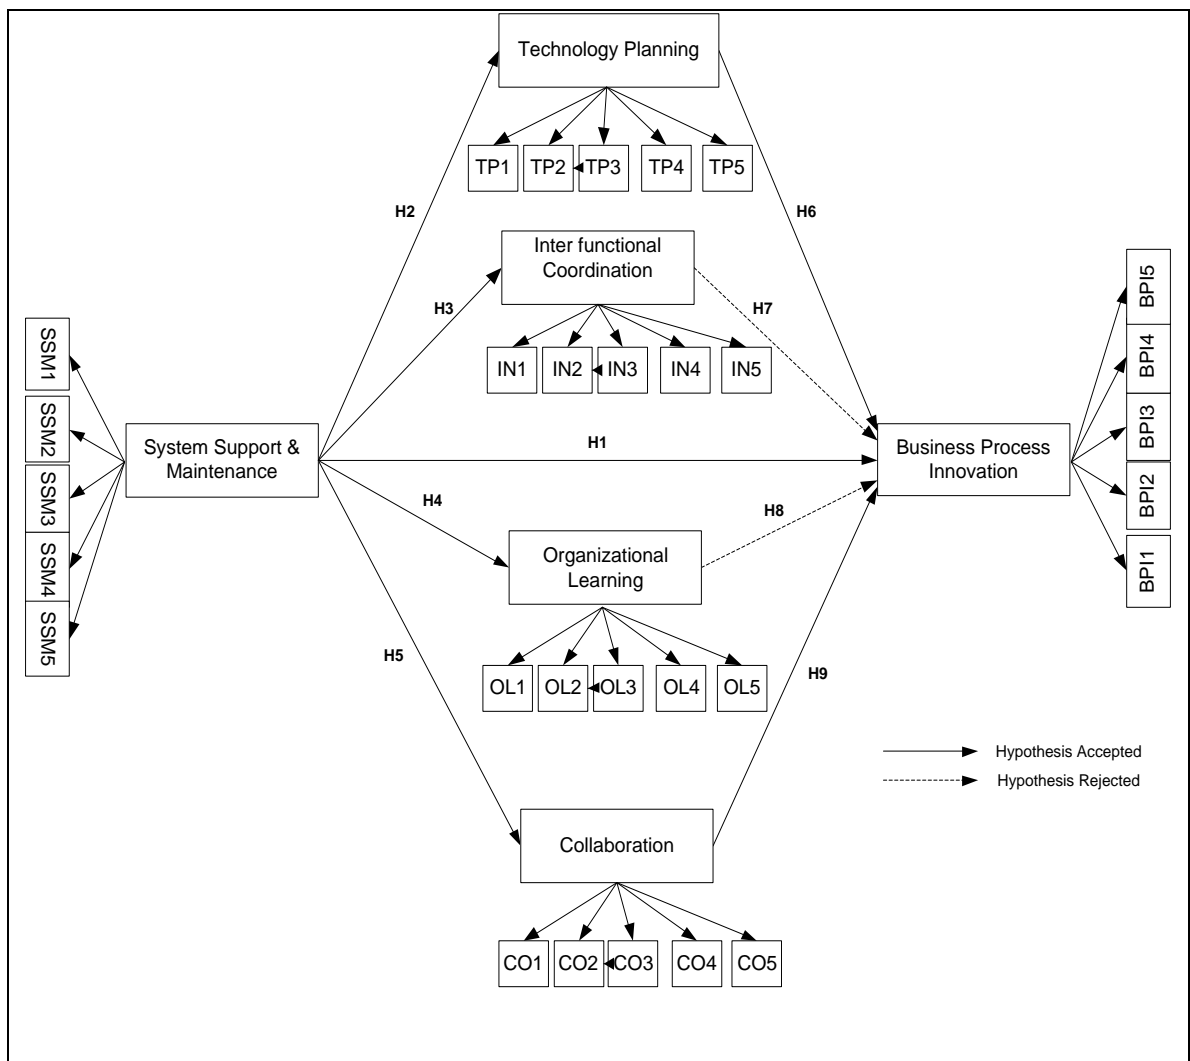 Technology Planning
TP1
TP2
TP3
TP4
TP5
H2
H6
Inter functional
Coordination
H3
H7
IN1
IN2
IN3
IN4
IN5
SSM1
SSM2
SSM3
SSM4
SSM5
System Support &
Maintenance
H1
Business Process
Innovation
BPI5
BPI4
BPI3
BPI2
BPI1
H4
H8
Organizational
Learning
H5
H9
OL1
OL2
OL3
OL4
OL5
Hypothesis Accepted
Hypothesis Rejected
Collaboration
CO1
CO2
CO3
CO4
CO5